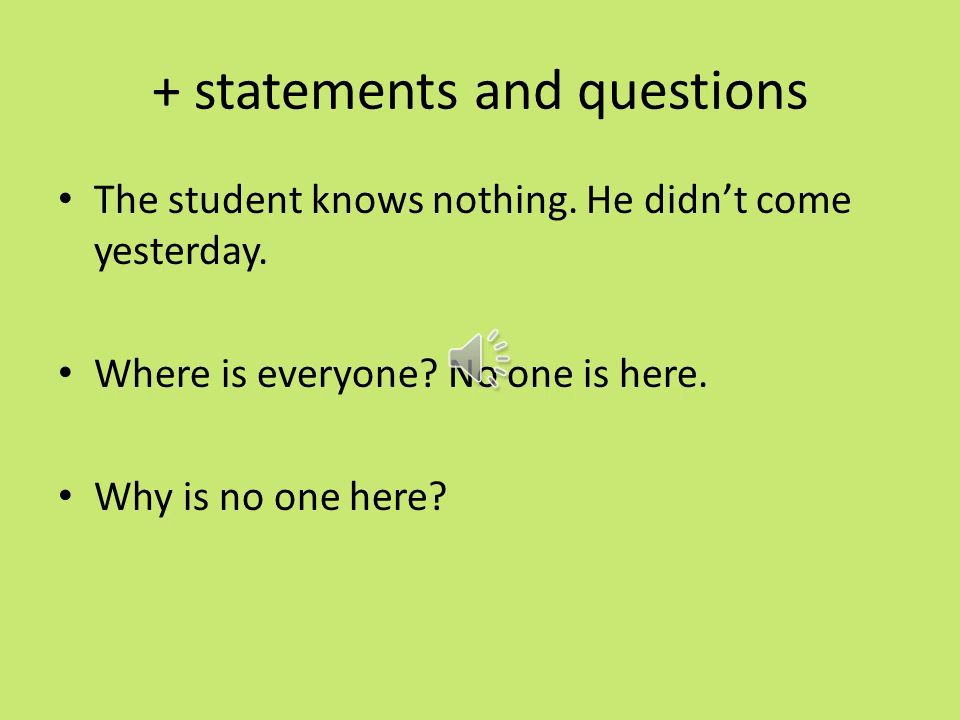 + statements and questions
• The student knows nothing. He didn’t come
yesterday.
• Where is everyone? No one is here.
• Why is no one here?